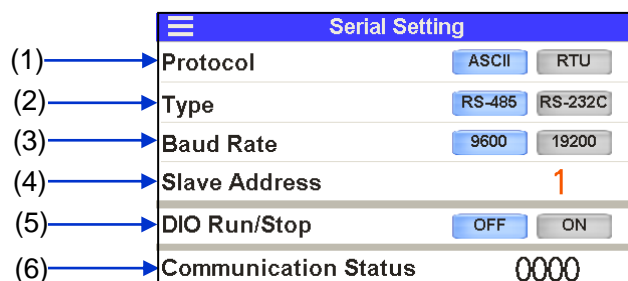 Serial Setting
(1) Protocol ASCII RTU
(2) Type RS-485 RS-232C
(3) Baud Rate 9600 19200
(4) Slave Address 1
(5) DIO Run/Stop OFF ON
(6) Communication Status 0000